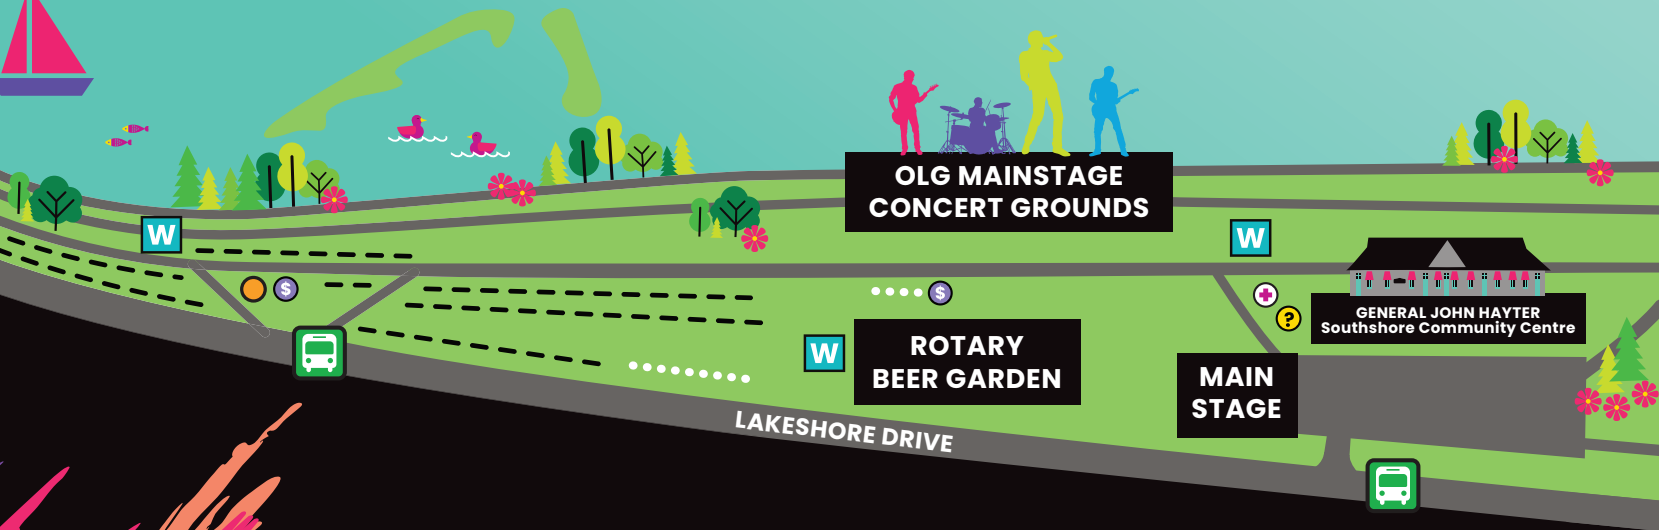 OLG MAINSTAGE
CONCERT GROUNDS
W
W
$
$
?
GENERAL JOHN HAYTER
Southshore Community Centre
W
ROTARY
BEER GARDEN
MAIN
STAGE
LAKESHORE DRIVE